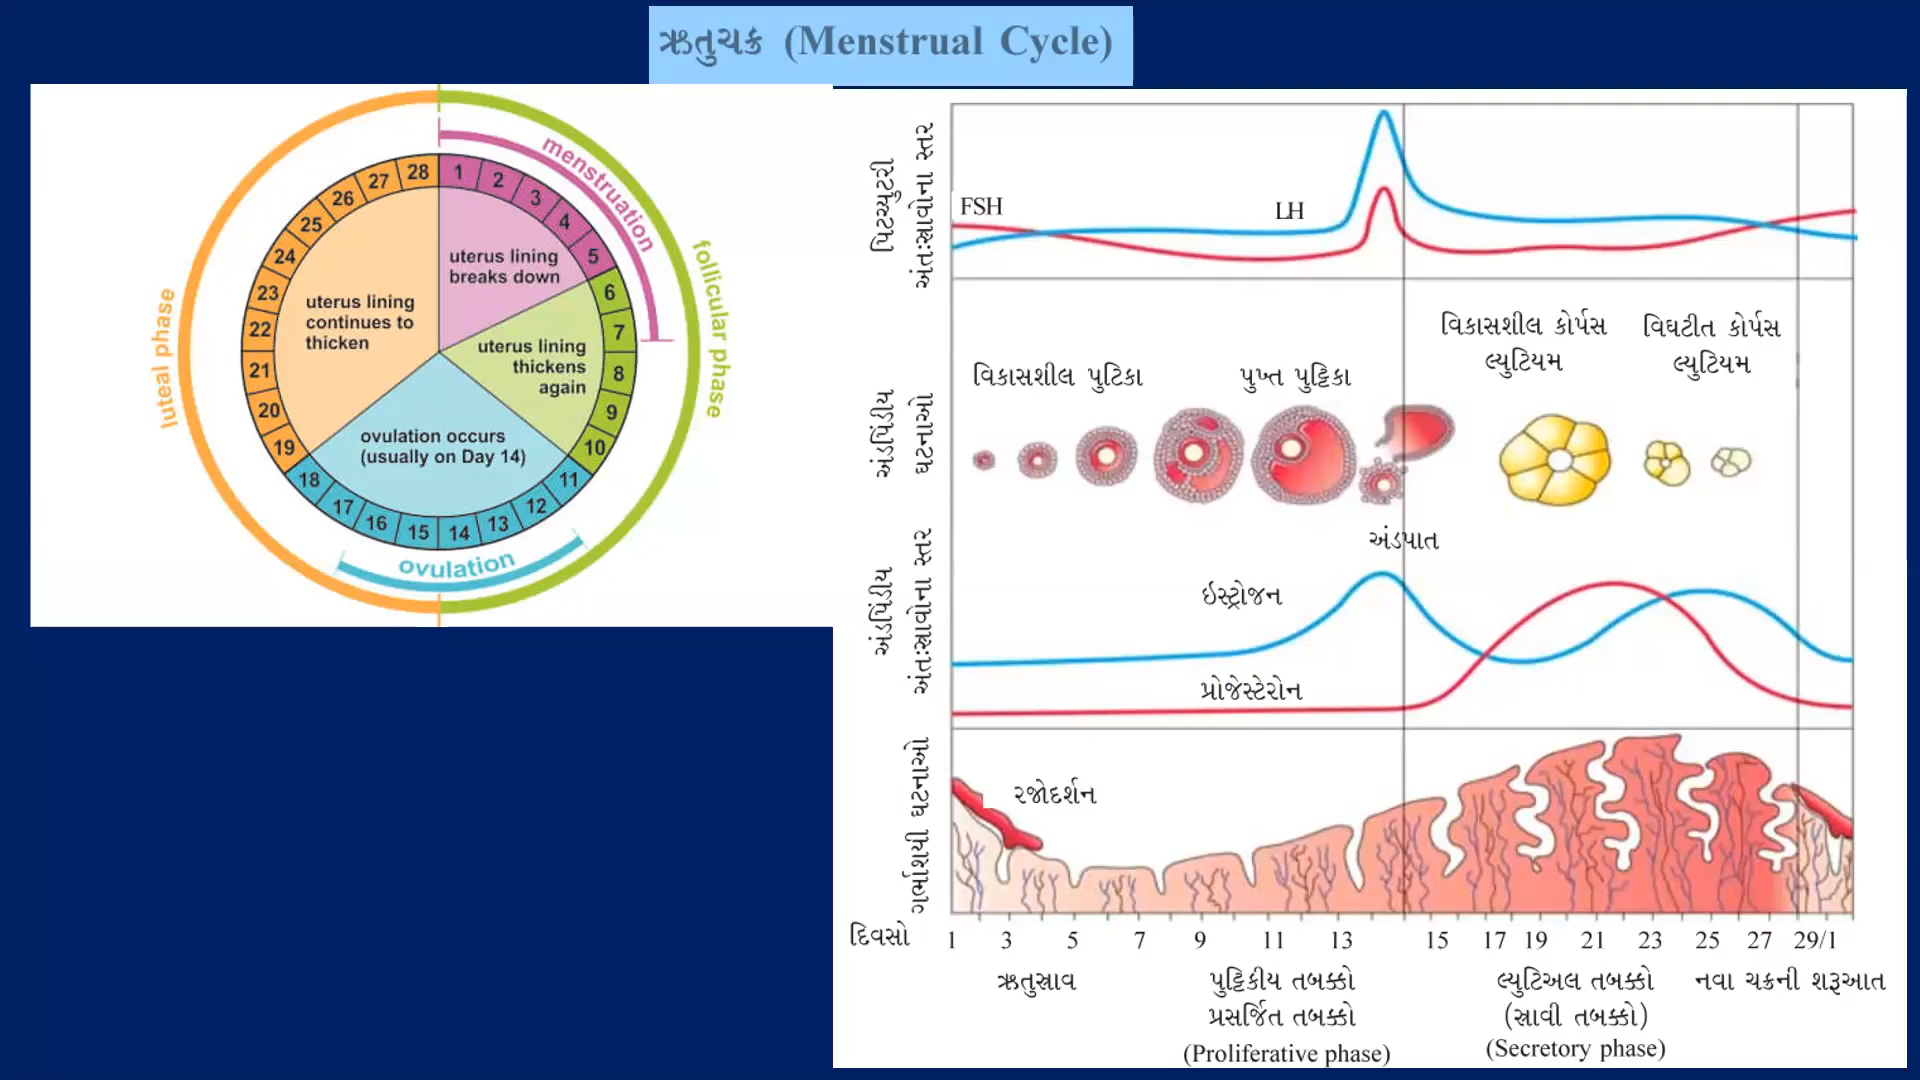 ઋતુચક્ર (Menstrual Cycle)
luteal phase
follicular phase
menstruation
ovulation
1
2
3
4
5
6
7
8
9
10
11
12
13
14
15
16
17
18
19
20
21
22
23
24
25
26
27
28
uterus lining
breaks down
uterus lining
thickens
again
ovulation occurs
(usually on Day 14)
uterus lining
continues to
thicken
પિટ્યુટરી
અંતઃસ્રાવોના સ્તર
FSH
LH
અંડપિંડીય
ઘટનાઓ
વિકાસશીલ પુટિકા
પુખ્ત પુટ્ટિકા
વિકાસશીલ કોર્પસ
લ્યુટિયમ
વિઘટીત કોર્પસ
લ્યુટિયમ
અંડપાત
અંડપિંડીય
અંતઃસ્રાવોના સ્તર
ઇસ્ટ્રોજન
પ્રોજેસ્ટેરોન
ગર્ભાશયી ઘટનાઓ
રજોદર્શન
દિવસો 1 3 5 7 9 11 13 15 17 19 21 23 25 27 29/1
ઋતુસ્રાવ
પુટ્ટિકીય તબક્કો
પ્રસર્જિત તબક્કો
(Proliferative phase)
લ્યુટિઅલ તબક્કો
(સ્રાવી તબક્કો)
(Secretory phase)
નવા ચક્રની શરૂઆત